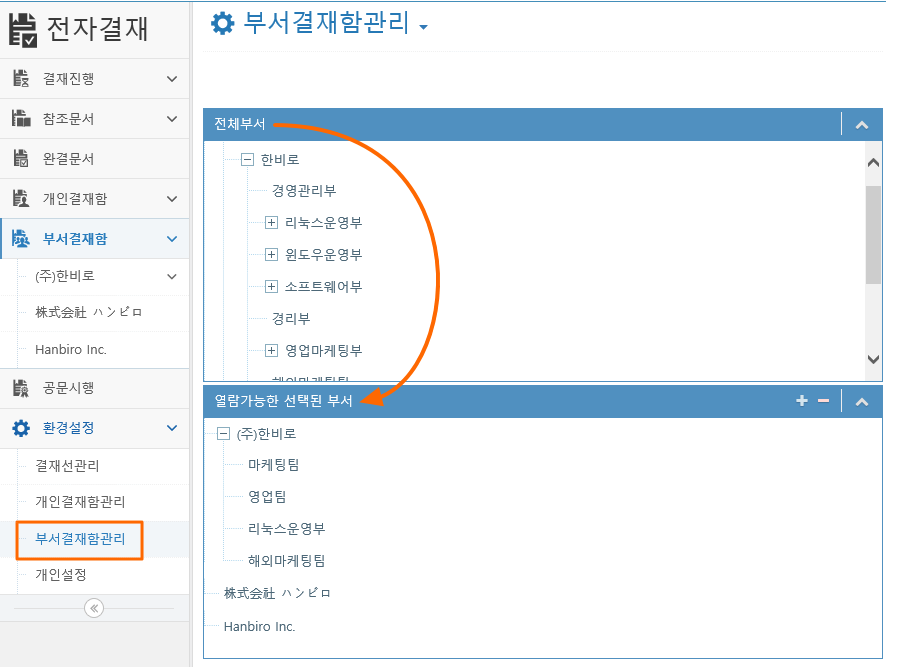 전자결재
결재진행
참조문서
완결문서
개인결재함
부서결재함
(주)한비로
株式会社 ハンビロ
Hanbiro Inc.
공문시행
환경설정
결재선관리
개인결재함관리
부서결재함관리
개인설정
부서결재함관리
전체부서
한비로
경영관리부
리눅스운영부
윈도우운영부
소프트웨어부
경리부
영업마케팅부
해외마케팅팀
열람가능한 선택된 부서
(주)한비로
마케팅팀
영업팀
리눅스운영부
해외마케팅팀
株式会社 ハンビロ
Hanbiro Inc.